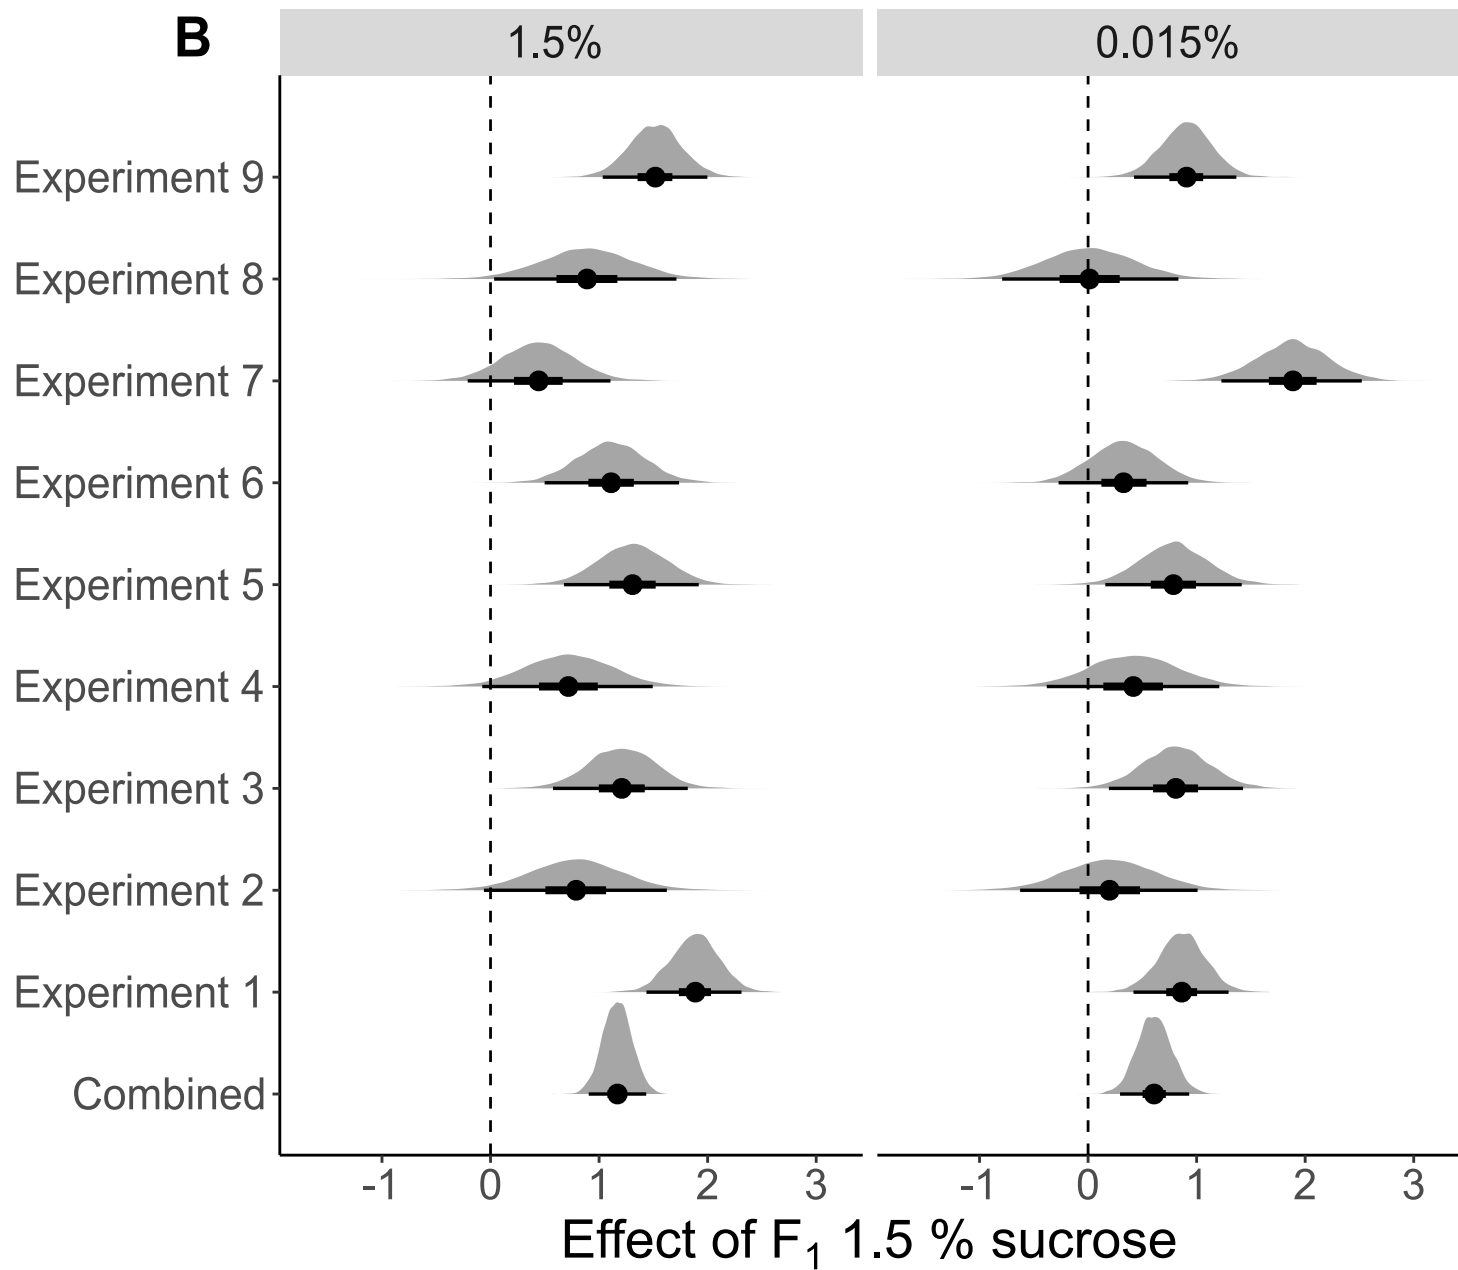 B
1.5%
0.015%
Experiment 9
Experiment 8
Experiment 7
Experiment 6
Experiment 5
Experiment 4
Experiment 3
Experiment 2
Experiment 1
Combined
-1 0 1 2 3
-1 0 1 2 3
Effect of F₁ 1.5 % sucrose